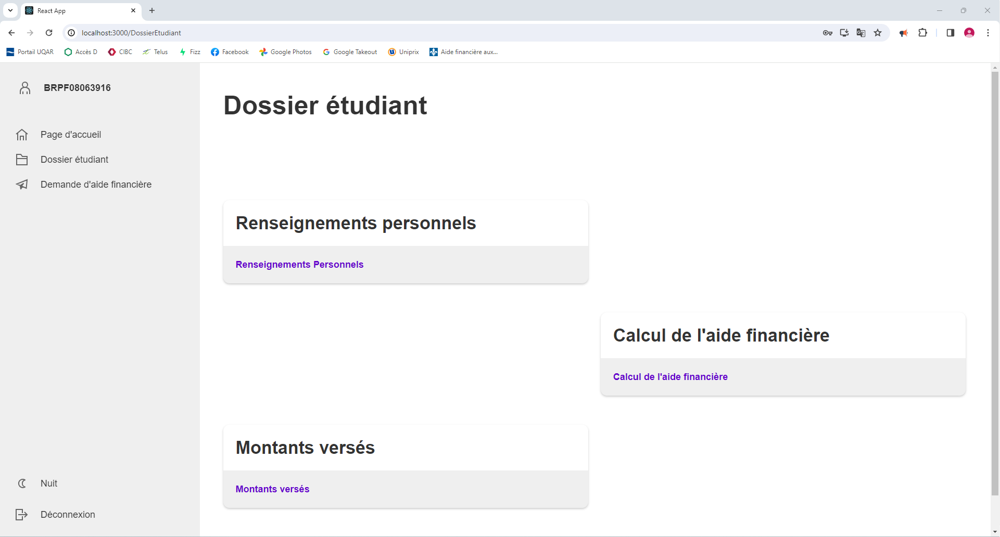 React App
localhost:3000/DossierEtudiant
Portail UQAR Accès D CIBC Telus Fizz Facebook Google Photos Google Takeout Uniprix Aide financière aux...
BRPF08063916
Page d'accueil
Dossier étudiant
Demande d'aide financière
Nuit
Déconnexion
Dossier étudiant
Renseignements personnels
Renseignements Personnels
Calcul de l'aide financière
Calcul de l'aide financière
Montants versés
Montants versés